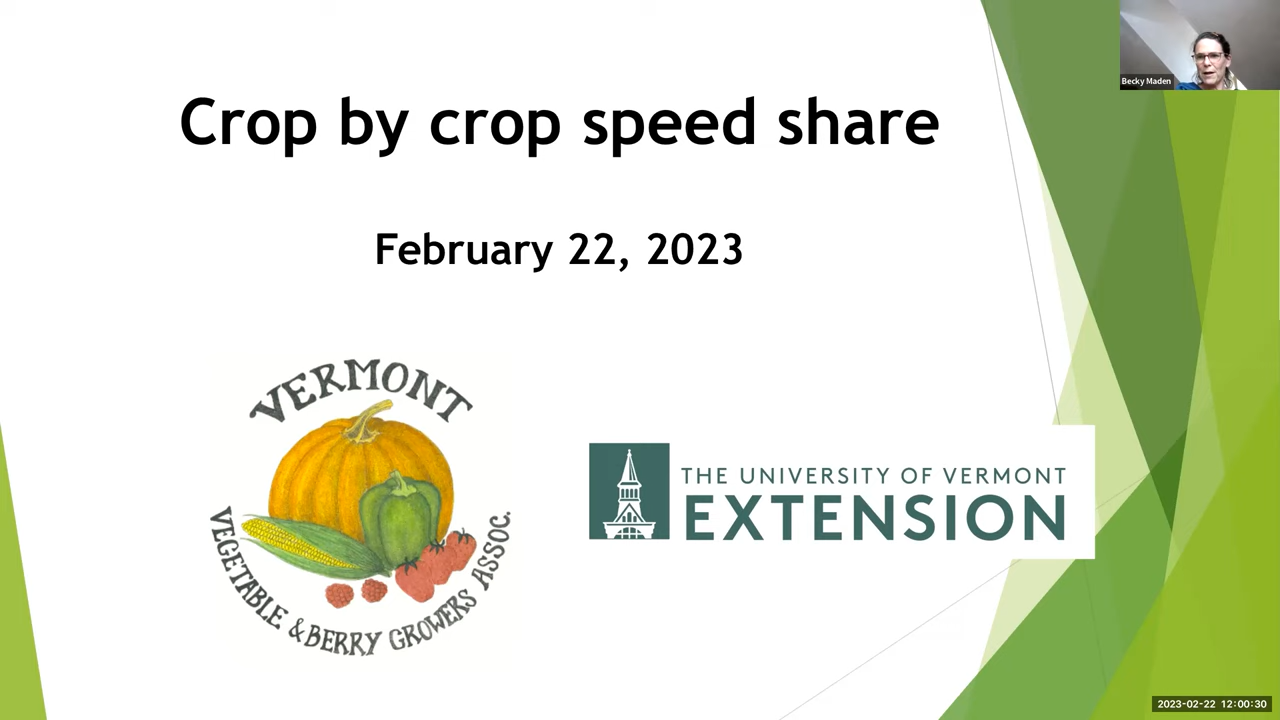 Crop by crop speed share
Becky Maden
February 22, 2023
VERMONT
VEGETABLE & BERRY GROWERS ASSOC.
THE UNIVERSITY OF VERMONT
EXTENSION
2023-02-22 12:00:30